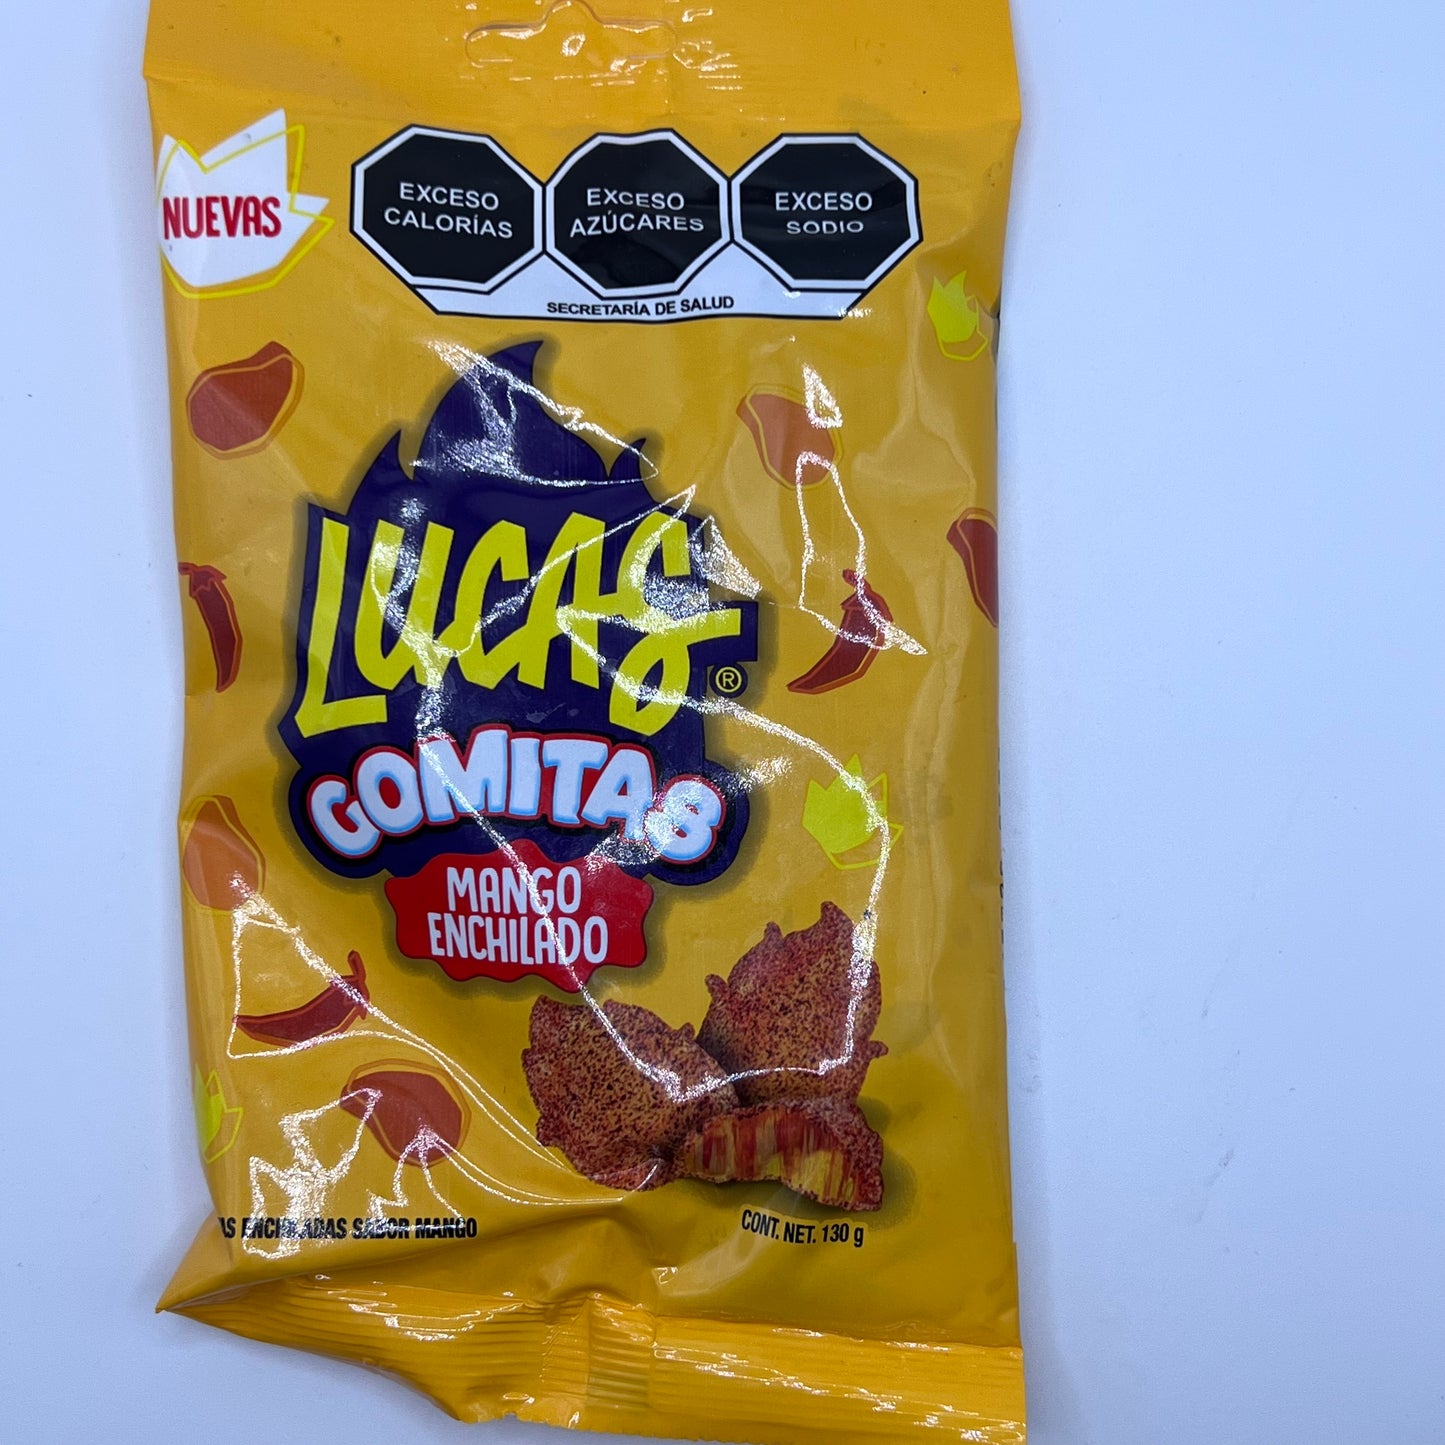 NUEVAS
EXCESO
CALORÍAS
EXCESO
AZÚCARES
EXCESO
SODIO
SECRETARÍA DE SALUD
LUCAS
®
GOMITAS
MANGO
ENCHILADO
ENCHILADAS SABOR MANGO
CONT. NET. 130 g